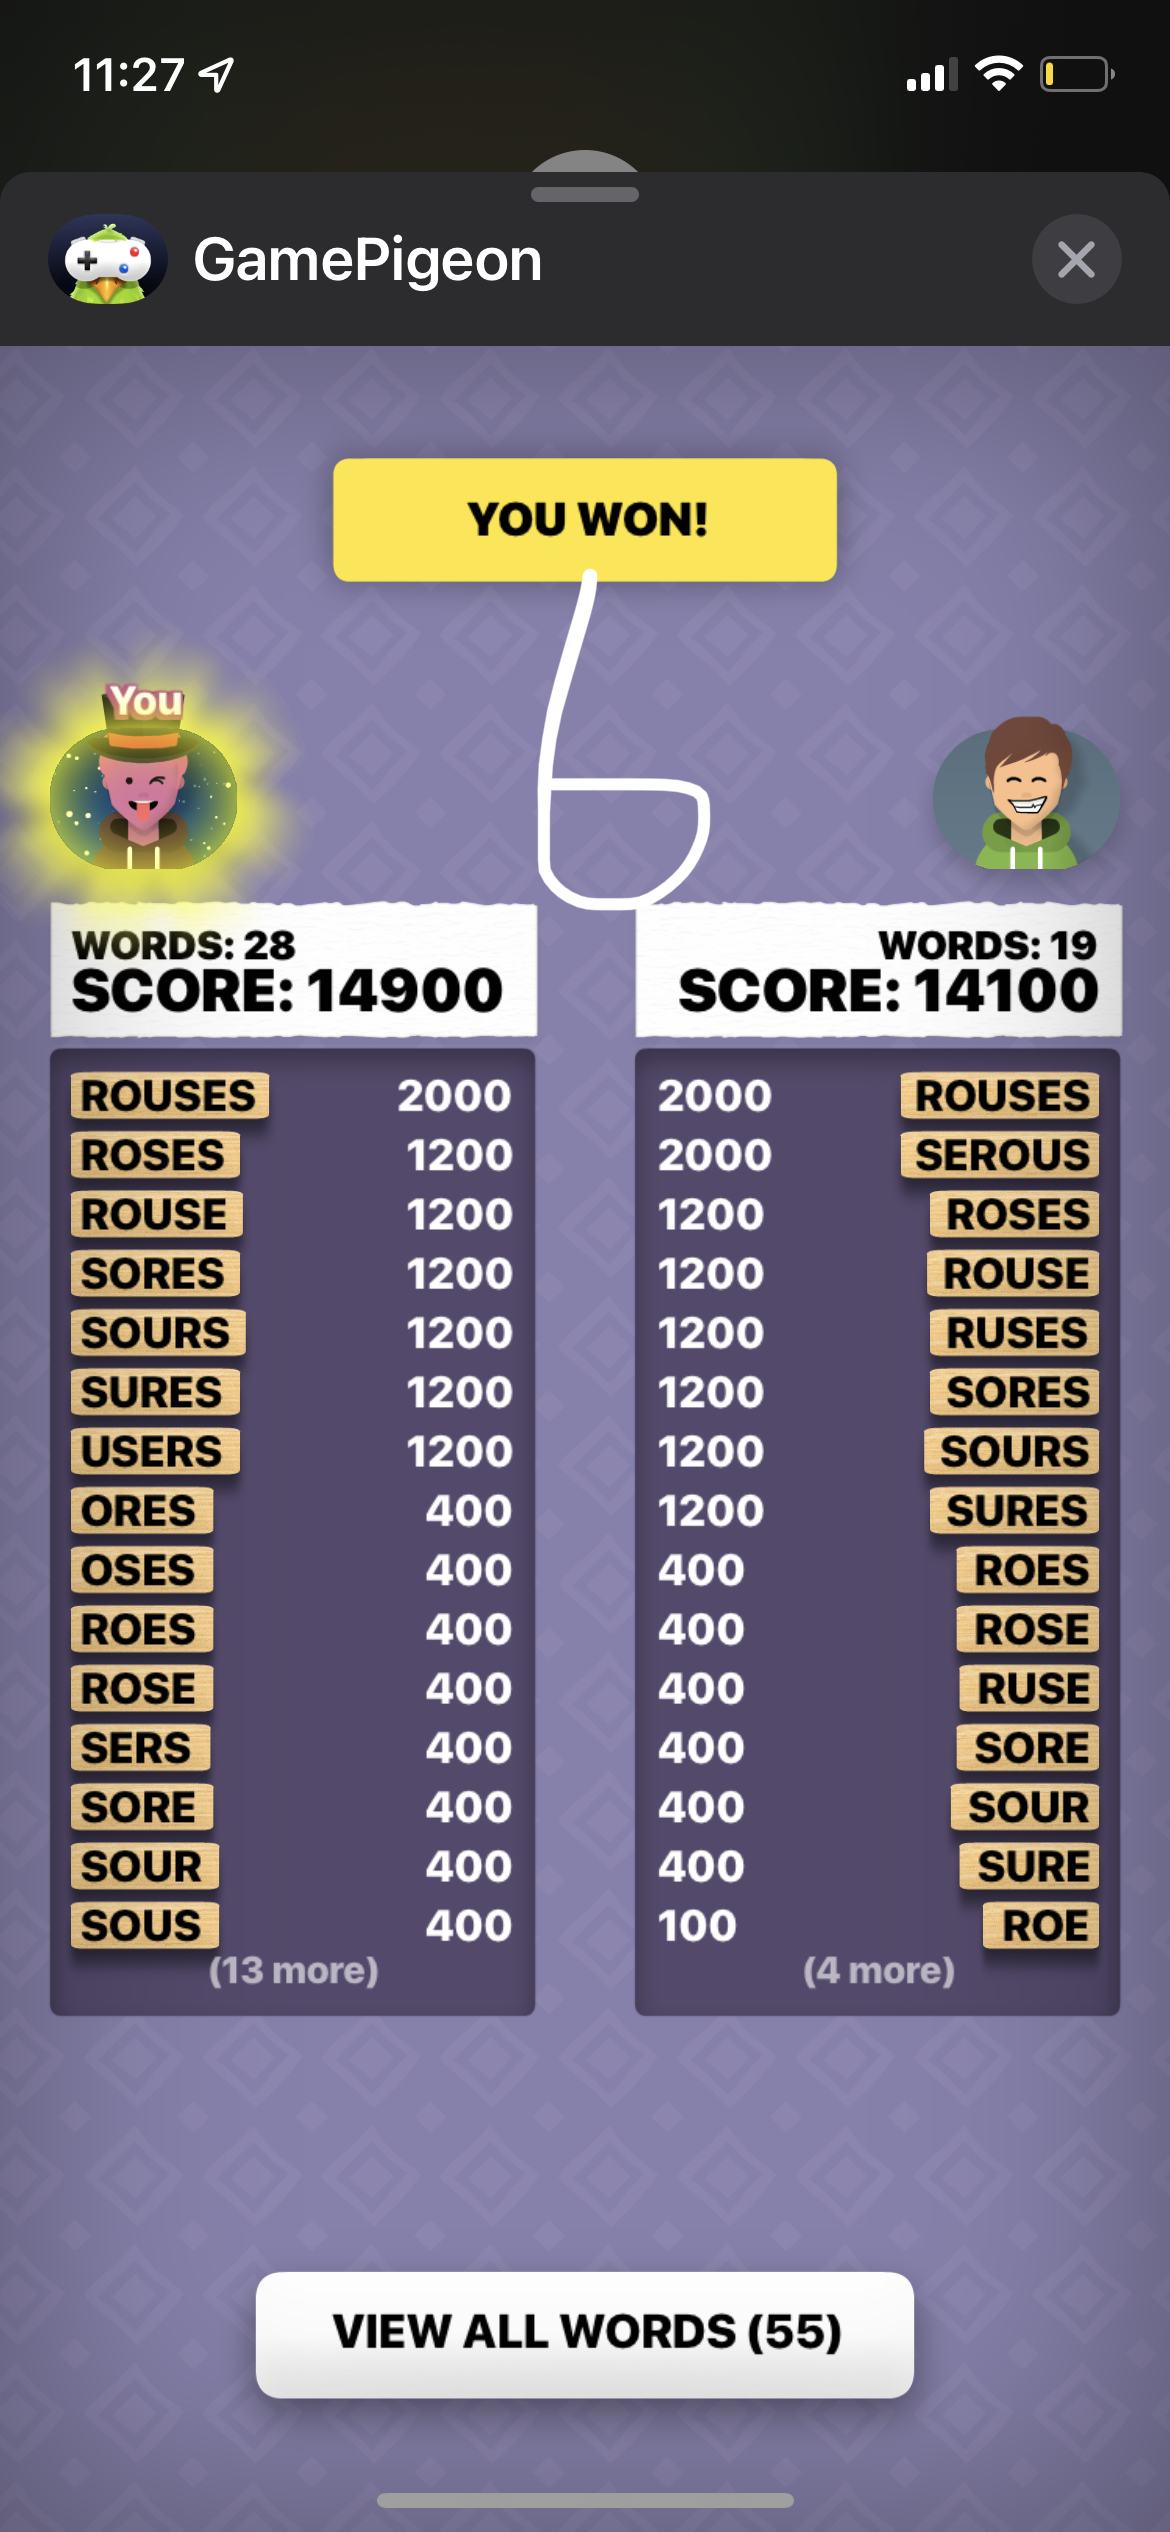 11:27
GamePigeon
YOU WON!
6
You
WORDS: 28
SCORE: 14900
WORDS: 19
SCORE: 14100
ROUSES 2000
ROSES 1200
ROUSE 1200
SORES 1200
SOURS 1200
SURES 1200
USERS 1200
ORES 400
OSES 400
ROES 400
ROSE 400
SERS 400
SORE 400
SOUR 400
SOUS 400
(13 more)
2000 ROUSES
2000 SEROUS
1200 ROSES
1200 ROUSE
1200 RUSES
1200 SORES
1200 SOURS
1200 SURES
400 ROES
400 ROSE
400 RUSE
400 SORE
400 SOUR
400 SURE
100 ROE
(4 more)
VIEW ALL WORDS (55)